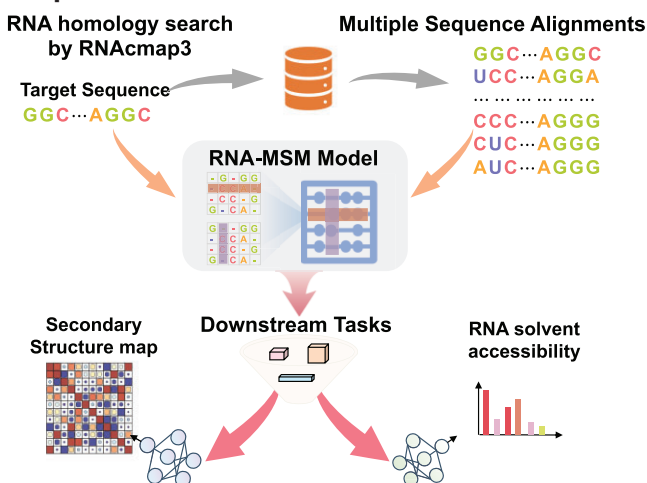 RNA homology search
by RNAcmap3
Multiple Sequence Alignments
Target Sequence
GGC···AGGC
GGC···AGGC
UCC···AGGA
... ... ... ... ...
CCC···AGGG
CUC···AGGG
AUC···AGGG
RNA-MSM Model
- G - G G
- C C A -
- C C - G
G - C A -
G - G G
- C A -
- C - G
G C A -
Downstream Tasks
Secondary
Structure map
RNA solvent
accessibility